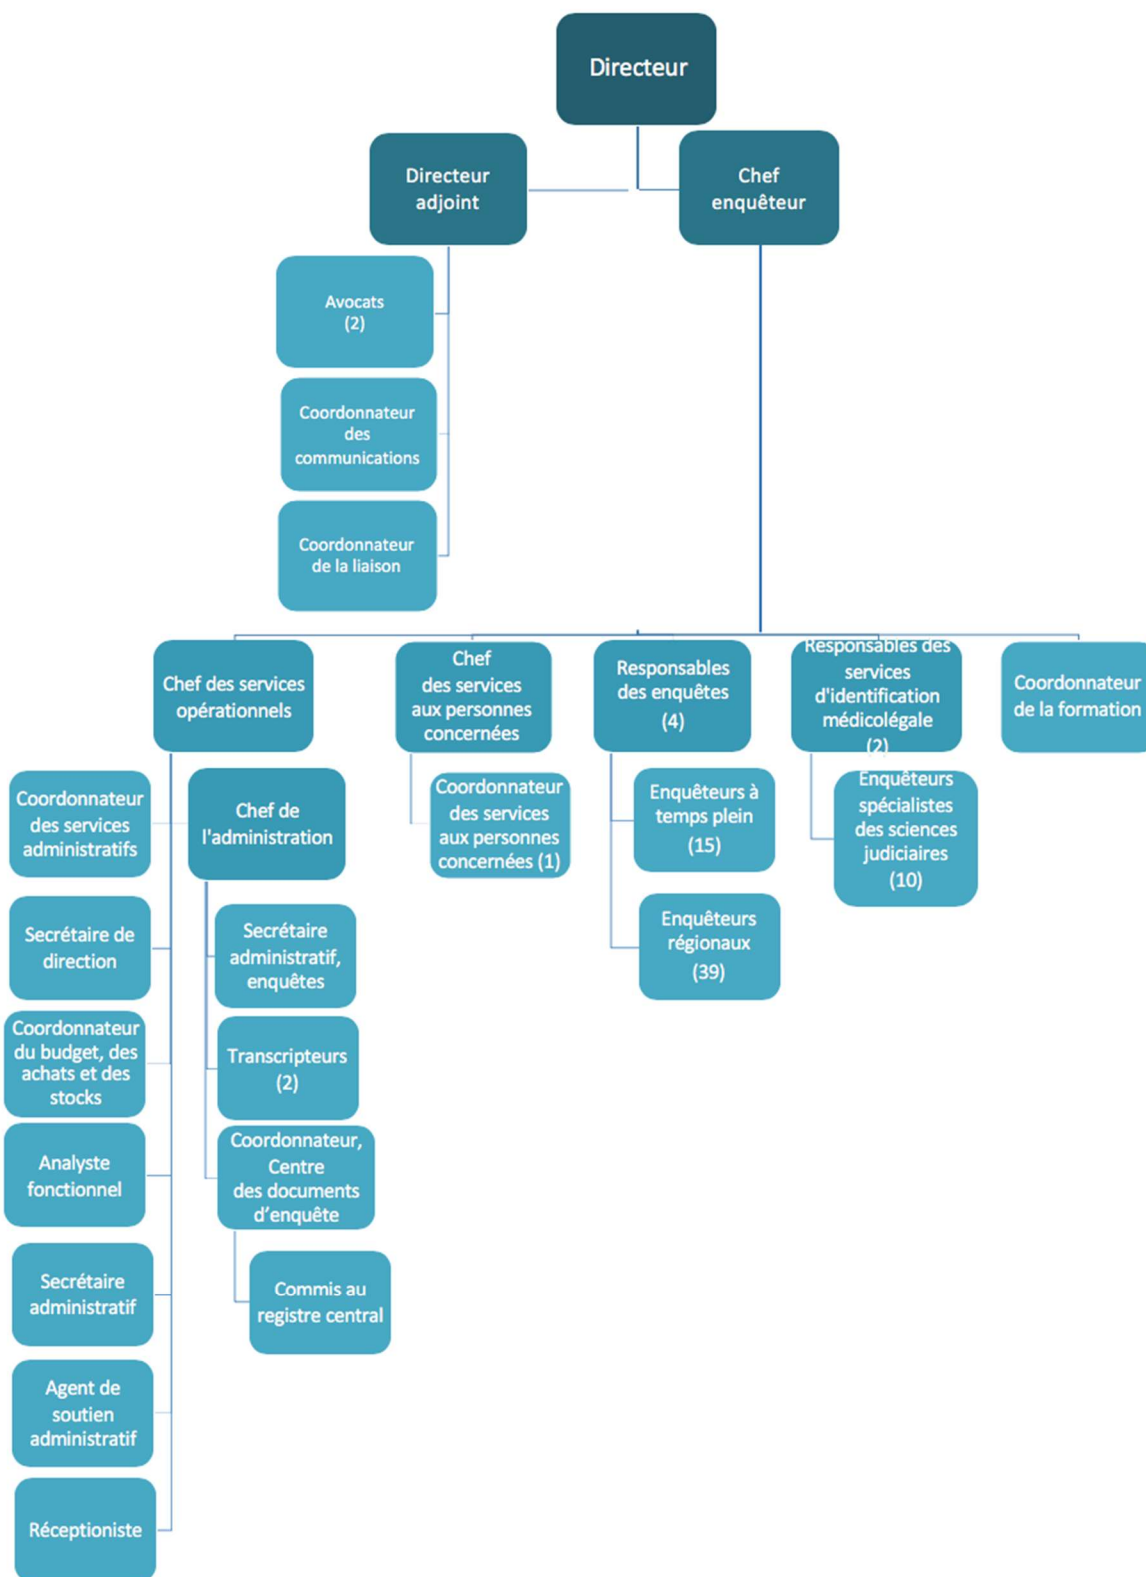 Directeur
Directeur
adjoint
Chef
enquêteur
Avocats
(2)
Coordonnateur
des
communications
Coordonnateur
de la liaison
Chef des services
opérationnels
Chef
des services
aux personnes
concernées
Responsables
des enquêtes
(4)
Responsables des
services
d'identification
médicolégale
(2)
Coordonnateur
de la formation
Coordonnateur
des services
administratifs
Chef de
l'administration
Coordonnateur
des services
aux personnes
concernées (1)
Enquêteurs à
temps plein
(15)
Enquêteurs
spécialistes
des sciences
judiciaires
(10)
Secrétaire de
direction
Secrétaire
administratif,
enquêtes
Enquêteurs
régionaux
(39)
Coordonnateur
du budget, des
achats et des
stocks
Transcripteurs
(2)
Analyste
fonctionnel
Coordonnateur,
Centre
des documents
d’enquête
Secrétaire
administratif
Commis au
registre central
Agent de
soutien
administratif
Réceptioniste